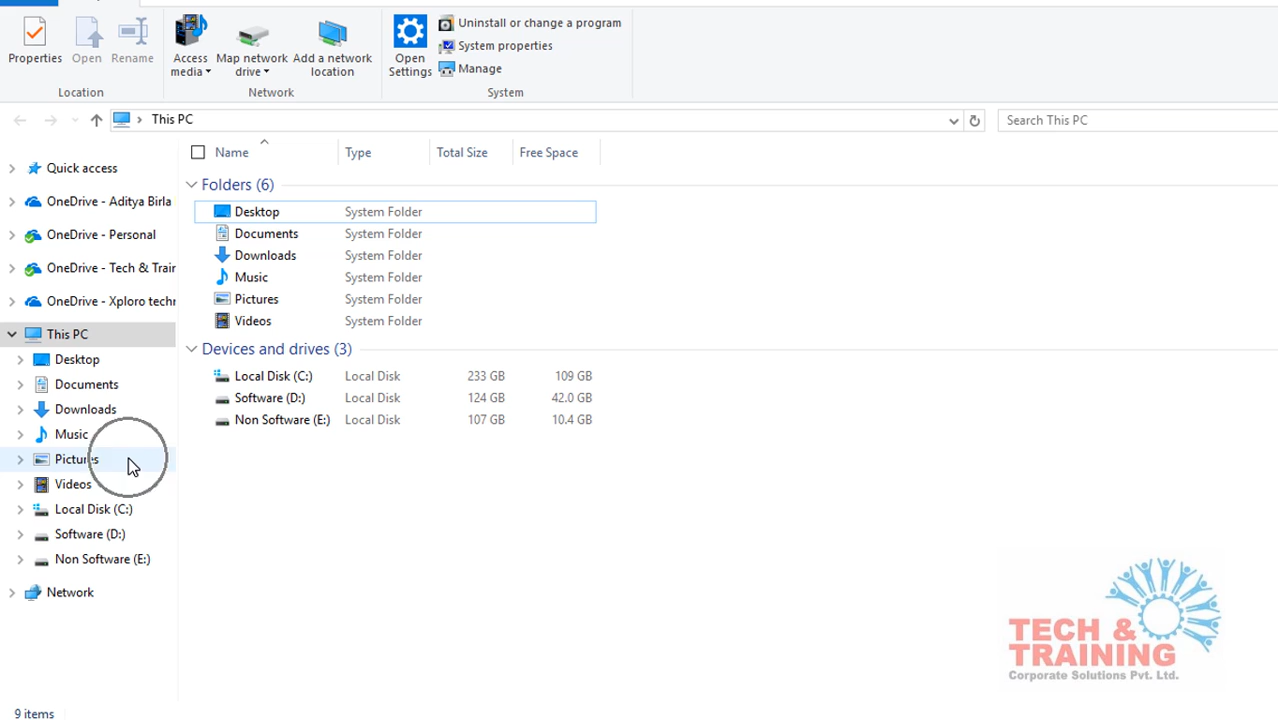 Properties
Open
Rename
Access media
Map network drive
Add a network location
Open Settings
Uninstall or change a program
System properties
Manage
Location
Network
System
This PC
Search This PC
Quick access
OneDrive - Aditya Birla
OneDrive - Personal
OneDrive - Tech & Trair
OneDrive - Xploro techr
This PC
Desktop
Documents
Downloads
Music
Pictures
Videos
Local Disk (C:)
Software (D:)
Non Software (E:)
Network
Name Type Total Size Free Space
Folders (6)
Desktop System Folder
Documents System Folder
Downloads System Folder
Music System Folder
Pictures System Folder
Videos System Folder
Devices and drives (3)
Local Disk (C:) Local Disk 233 GB 109 GB
Software (D:) Local Disk 124 GB 42.0 GB
Non Software (E:) Local Disk 107 GB 10.4 GB
TECH &
TRAINING
Corporate Solutions Pvt. Ltd.
9 items